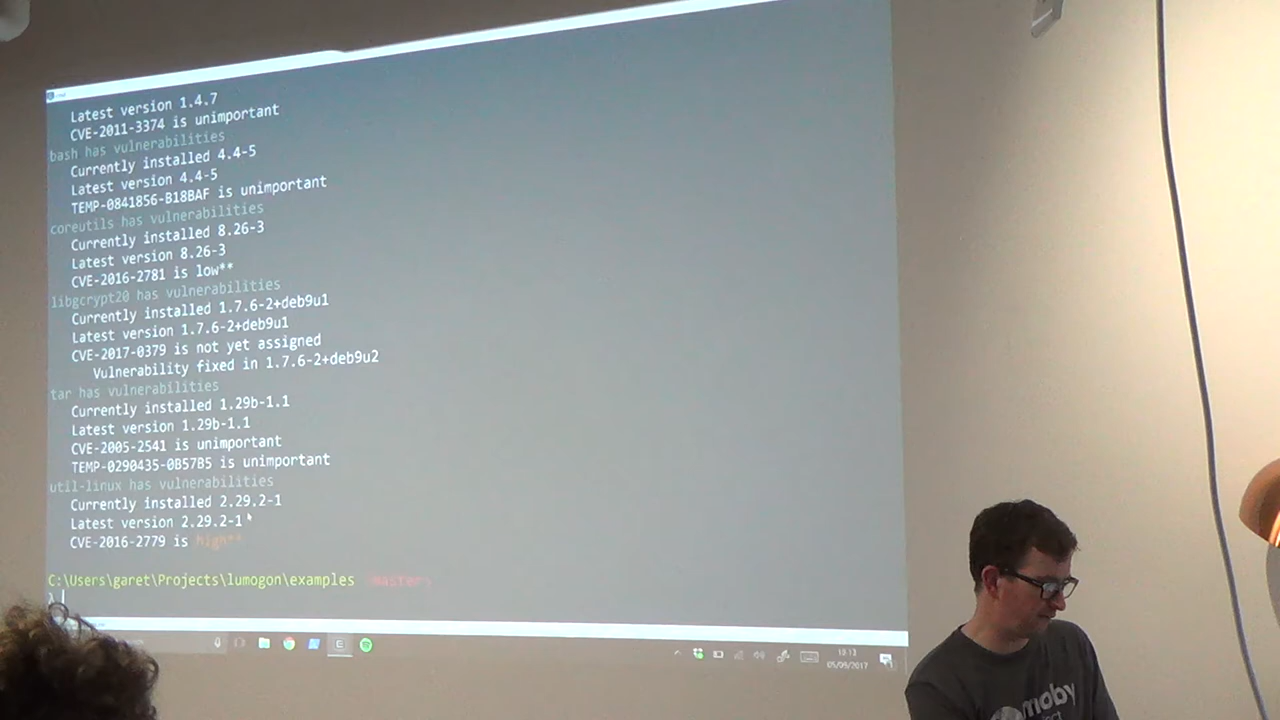 Latest version 1.4.7
CVE-2011-3374 is unimportant
bash has vulnerabilities
Currently installed 4.4-5
Latest version 4.4-5
TEMP-0841856-B18BAF is unimportant
coreutils has vulnerabilities
Currently installed 8.26-3
Latest version 8.26-3
CVE-2016-2781 is low**
libgcrypt20 has vulnerabilities
Currently installed 1.7.6-2+deb9u1
Latest version 1.7.6-2+deb9u1
CVE-2017-0379 is not yet assigned
Vulnerability fixed in 1.7.6-2+deb9u2
tar has vulnerabilities
Currently installed 1.29b-1.1
Latest version 1.29b-1.1
CVE-2005-2541 is unimportant
TEMP-0290435-0B57B5 is unimportant
util-linux has vulnerabilities
Currently installed 2.29.2-1
Latest version 2.29.2-1
CVE-2016-2779 is high**
C:\Users\garet\Projects\lumogon\examples master>
λ
05/09/2017
moby